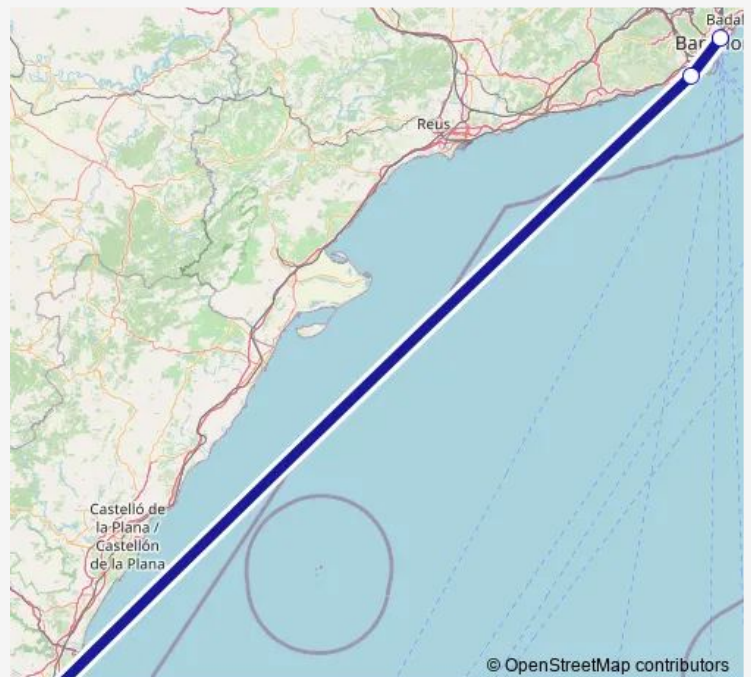 Badal
Reus
Castelló de
la Plana /
Castellón
de la Plana
© OpenStreetMap contributors